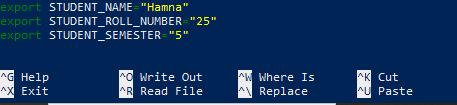 export STUDENT_NAME="Hamna"
export STUDENT_ROLL_NUMBER="25"
export STUDENT_SEMESTER="5"
^G Help ^O Write Out ^W Where Is ^K Cut
^X Exit ^R Read File ^\ Replace ^U Paste